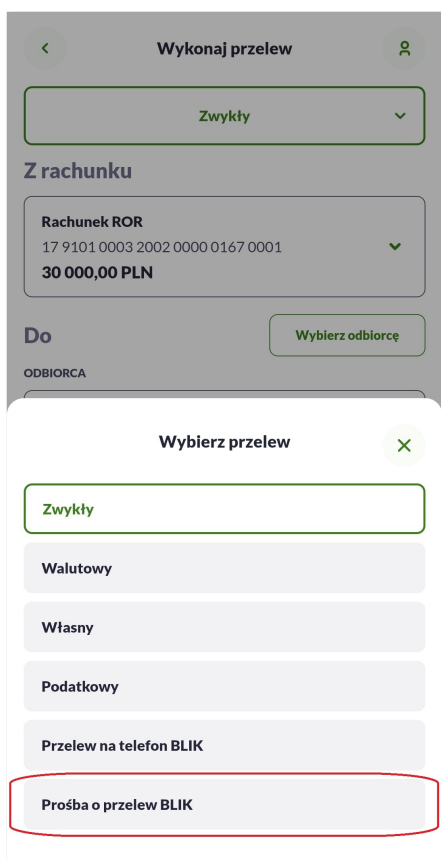 Wykonaj przelew
Zwykły
Z rachunku
Rachunek ROR
17 9101 0003 2002 0000 0167 0001
30 000,00 PLN
Do
Wybierz odbiorcę
ODBIORCA
Wybierz przelew
Zwykły
Walutowy
Własny
Podatkowy
Przelew na telefon BLIK
Prośba o przelew BLIK